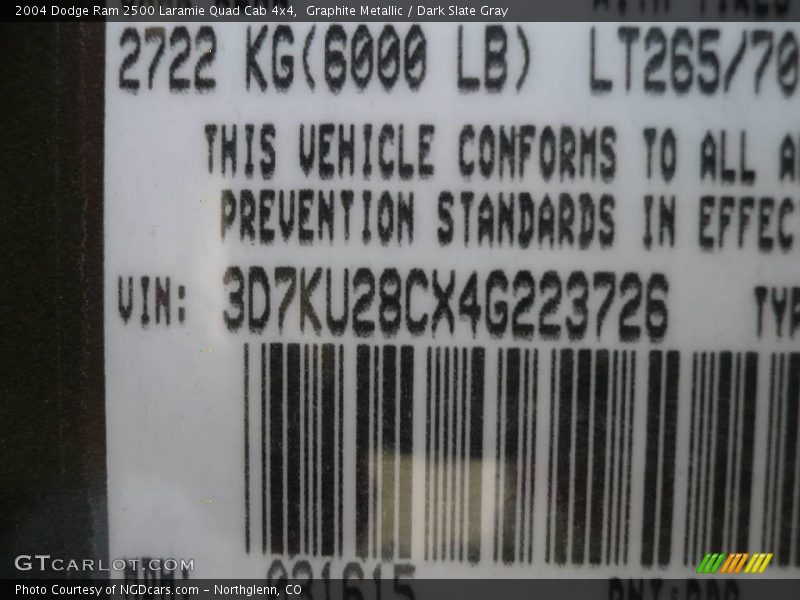 2004 Dodge Ram 2500 Laramie Quad Cab 4x4,  Graphite Metallic / Dark Slate Gray
2722 KG(6000 LB) LT265/70
THIS VEHICLE CONFORMS TO ALL A
PREVENTION STANDARDS IN EFFEC
VIN: 3D7KU28CX4G223726 TYP
GTCARLOT.COM
Photo Courtesy of NGDcars.com – Northglenn, CO